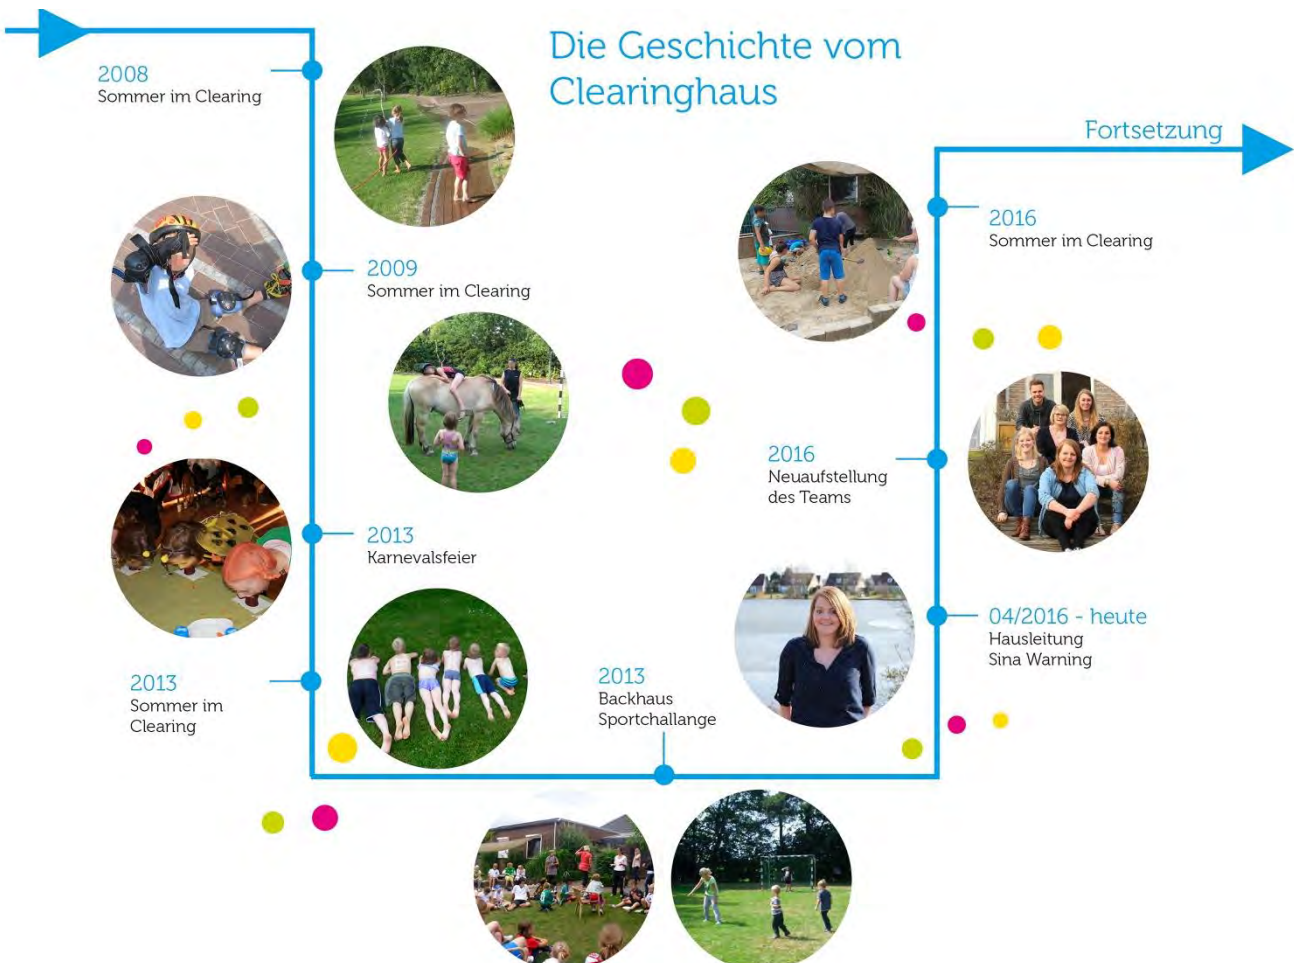 Die Geschichte vom
Clearinghaus
2008
Sommer im Clearing
2009
Sommer im Clearing
2013
Karnevalsfeier
2013
Sommer im
Clearing
2013
Backhaus
Sportchallange
04/2016 - heute
Hausleitung
Sina Warning
2016
Neuaufstellung
des Teams
2016
Sommer im Clearing
Fortsetzung